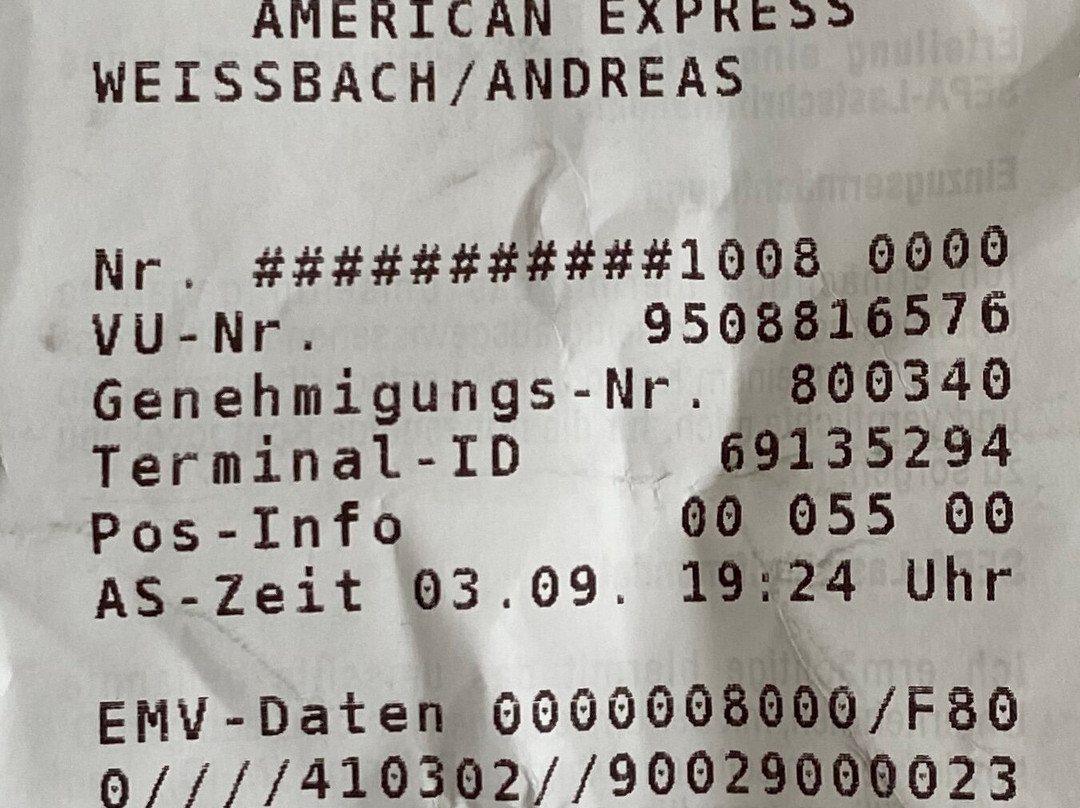 AMERICAN EXPRESS
WEISSBACH/ANDREAS
Nr. ###########1008 0000
VU-Nr. 9508816576
Genehmigungs-Nr. 800340
Terminal-ID 69135294
Pos-Info 00 055 00
AS-Zeit 03.09. 19:24 Uhr
EMV-Daten 0000008000/F80
0////410302//90029000023